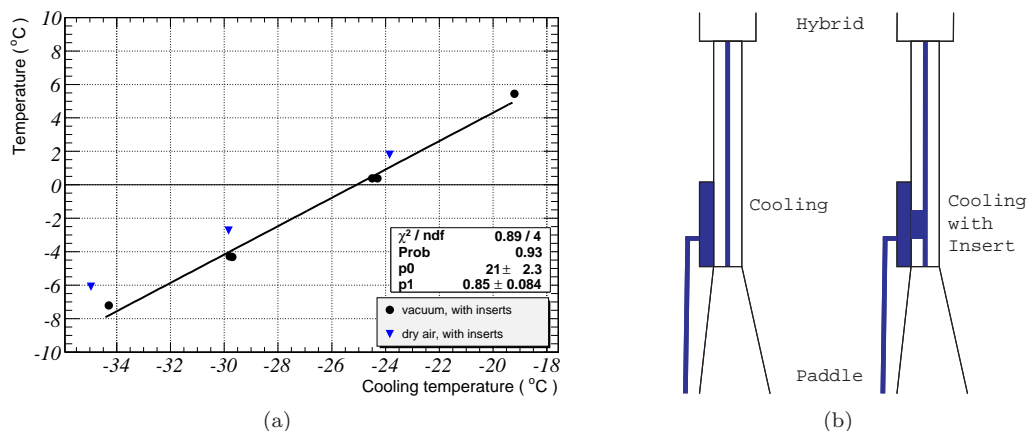 Temperature ( °C)
10
8
6
4
2
0
-2
-4
-6
-8
-10
χ² / ndf 0.89 / 4
Prob 0.93
p0 21 ± 2.3
p1 0.85 ± 0.084
vacuum, with inserts
dry air, with inserts
-34 -32 -30 -28 -26 -24 -22 -20 -18
Cooling temperature ( °C)
(a)
Hybrid
Cooling
Cooling
with
Insert
Paddle
(b)